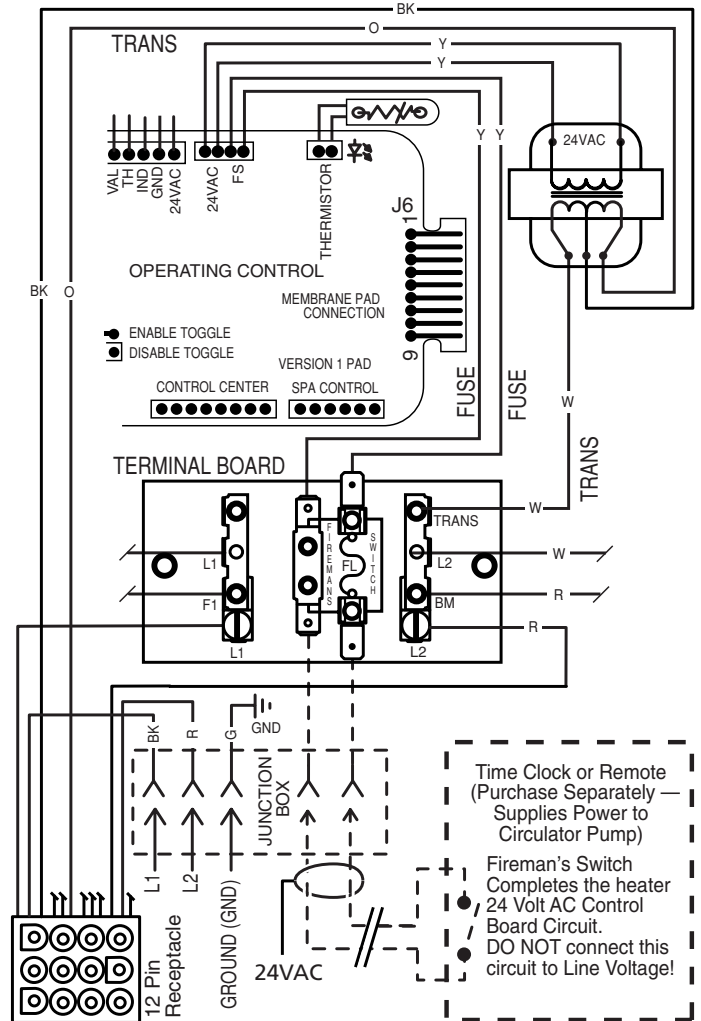 BK
O
TRANS
Y
Y
Y Y
24VAC
VAL
TH
IND
GND
24VAC
24VAC
FS
THERMISTOR
J6
1
OPERATING CONTROL
BK O
MEMBRANE PAD
CONNECTION
ENABLE TOGGLE
DISABLE TOGGLE
9
VERSION 1 PAD
CONTROL CENTER
SPA CONTROL
FUSE
FUSE
W
TRANS
TERMINAL BOARD
W
TRANS
FIREMANS
SWITCH
FL
L1
L2
W
F1
BM
R
R
L1
L2
BK
R
G
GND
JUNCTION
BOX
L1
L2
GROUND (GND)
24VAC
12 Pin
Receptacle
Time Clock or Remote
(Purchase Separately —
Supplies Power to
Circulator Pump)
Fireman's Switch
Completes the heater
24 Volt AC Control
Board Circuit.
DO NOT connect this
circuit to Line Voltage!